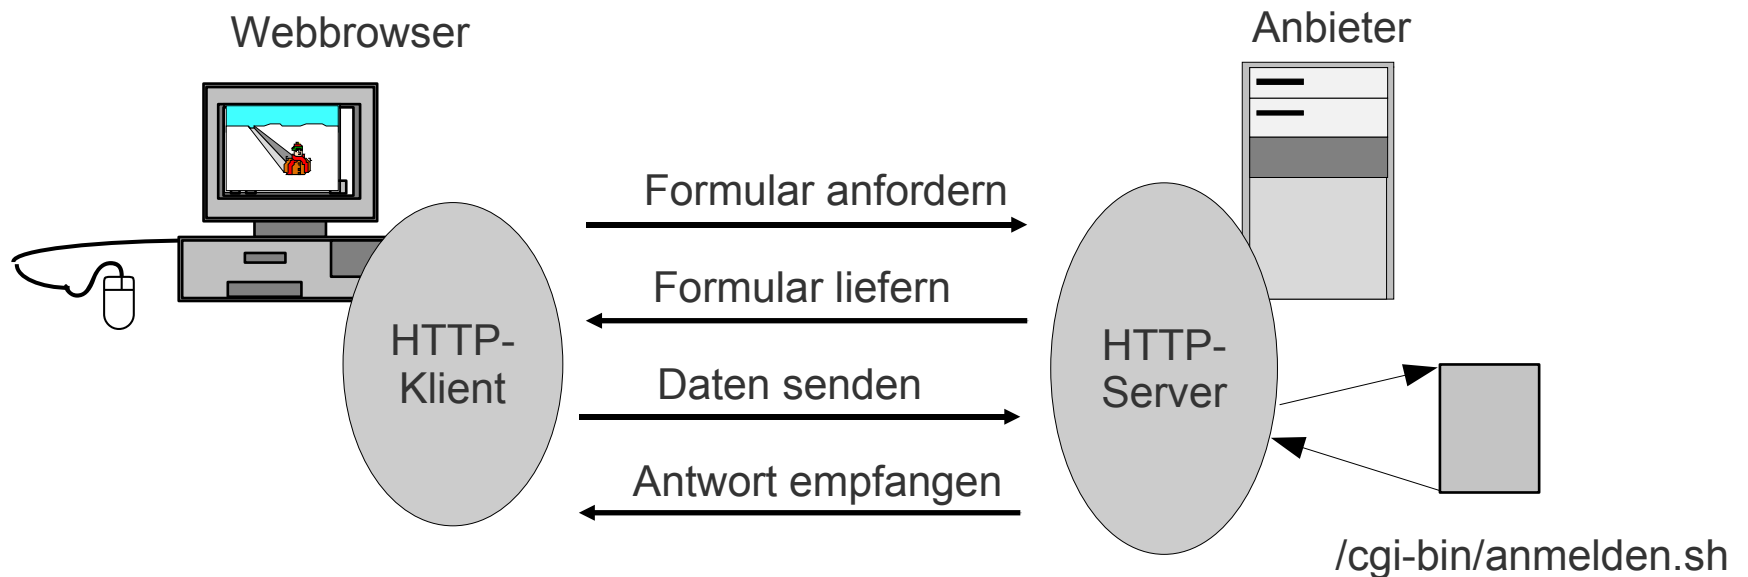 Webbrowser
Anbieter
Formular anfordern
Formular liefern
HTTP-
Klient
Daten senden
HTTP-
Server
Antwort empfangen
/cgi-bin/anmelden.sh